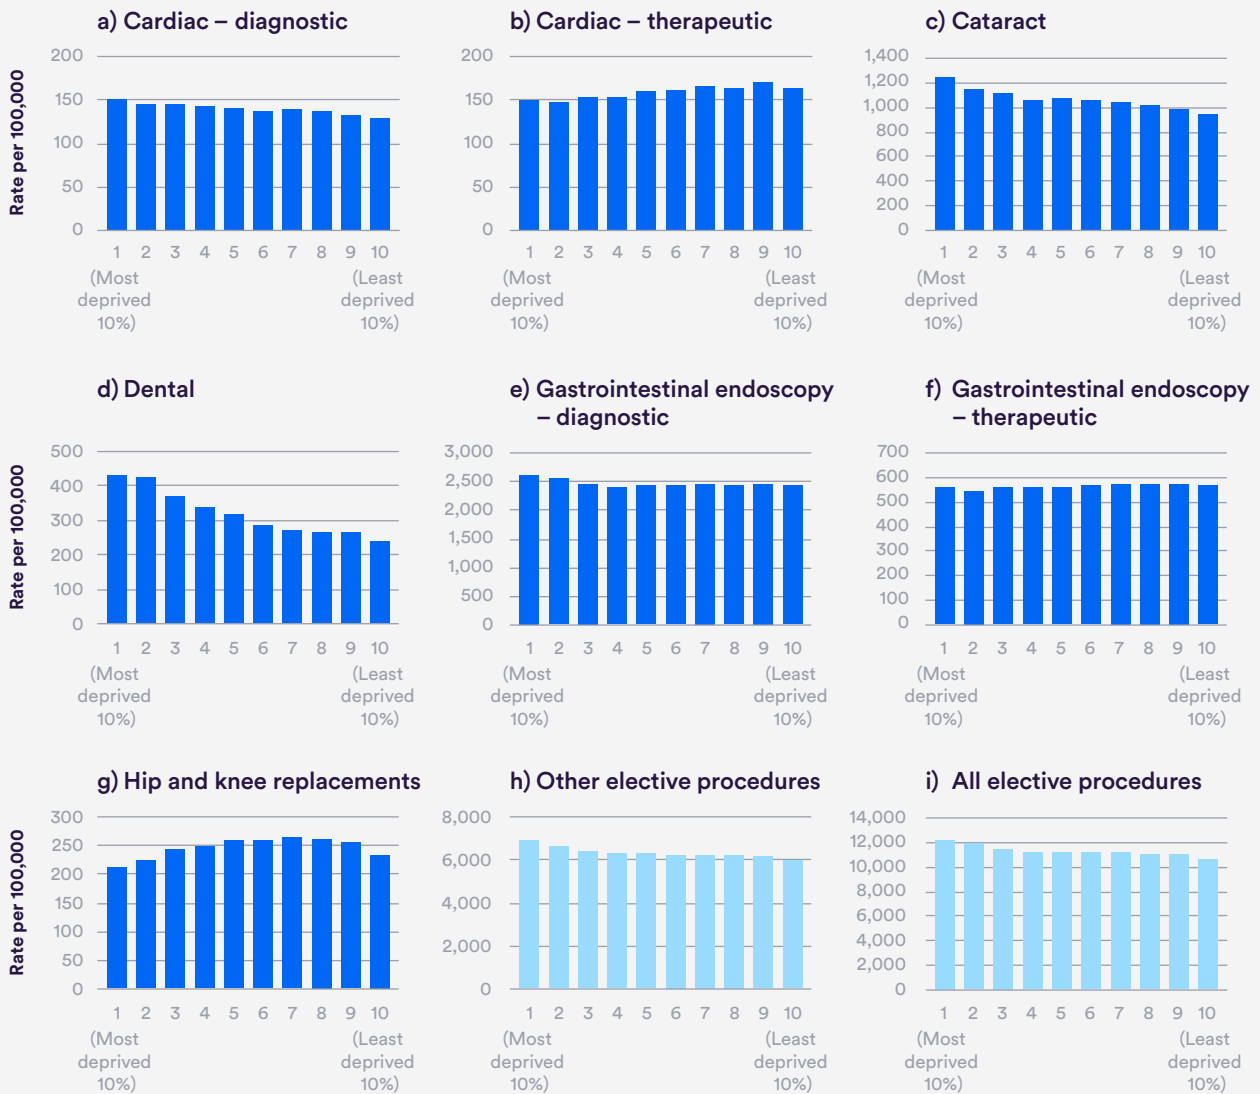 a) Cardiac – diagnostic
Rate per 100,000
200
150
100
50
0
1 2 3 4 5 6 7 8 9 10
(Most deprived 10%)
(Least deprived 10%)
b) Cardiac – therapeutic
200
150
100
50
0
1 2 3 4 5 6 7 8 9 10
(Most deprived 10%)
(Least deprived 10%)
c) Cataract
1,400
1,200
1,000
800
600
400
200
0
1 2 3 4 5 6 7 8 9 10
(Most deprived 10%)
(Least deprived 10%)
d) Dental
Rate per 100,000
500
400
300
200
100
0
1 2 3 4 5 6 7 8 9 10
(Most deprived 10%)
(Least deprived 10%)
e) Gastrointestinal endoscopy
– diagnostic
3,000
2,500
2,000
1,500
1,000
500
0
1 2 3 4 5 6 7 8 9 10
(Most deprived 10%)
(Least deprived 10%)
f) Gastrointestinal endoscopy
– therapeutic
700
600
500
400
300
200
100
0
1 2 3 4 5 6 7 8 9 10
(Most deprived 10%)
(Least deprived 10%)
g) Hip and knee replacements
Rate per 100,000
300
250
200
150
100
50
0
1 2 3 4 5 6 7 8 9 10
(Most deprived 10%)
(Least deprived 10%)
h) Other elective procedures
8,000
6,000
4,000
2,000
0
1 2 3 4 5 6 7 8 9 10
(Most deprived 10%)
(Least deprived 10%)
i) All elective procedures
14,000
12,000
10,000
8,000
6,000
4,000
2,000
0
1 2 3 4 5 6 7 8 9 10
(Most deprived 10%)
(Least deprived 10%)